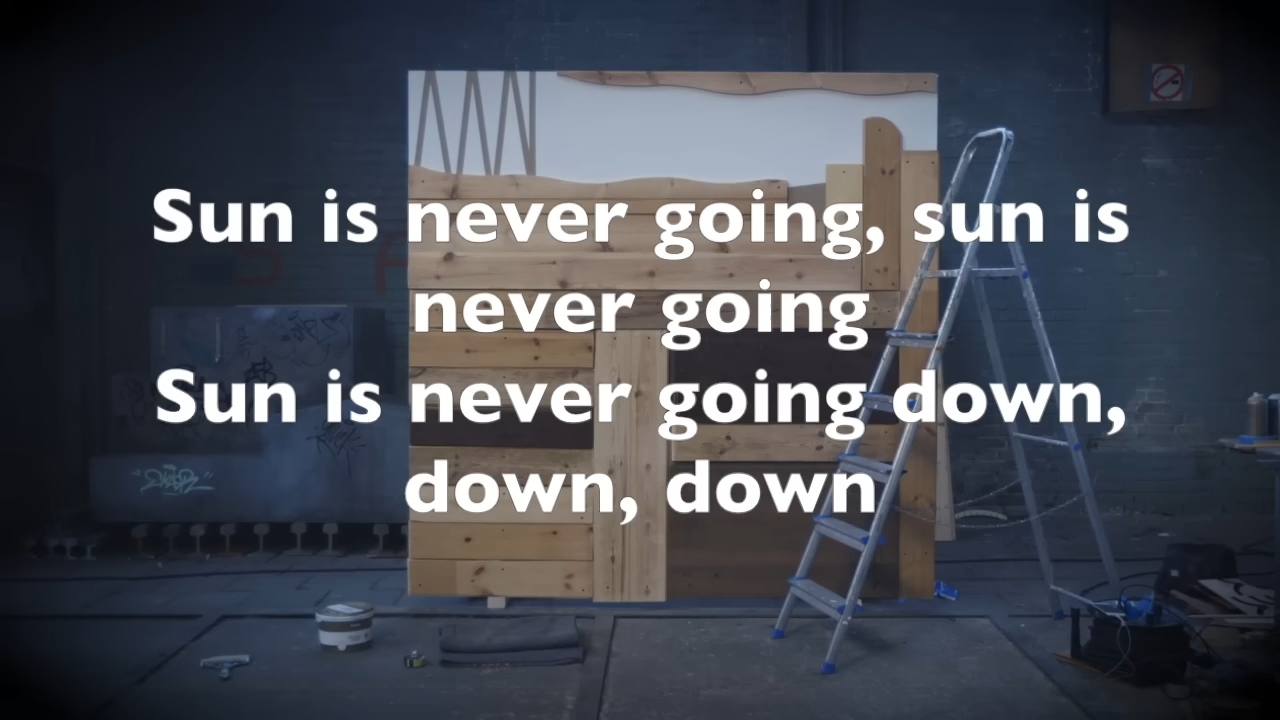 Sun is never going, sun is
never going
Sun is never going down,
down, down